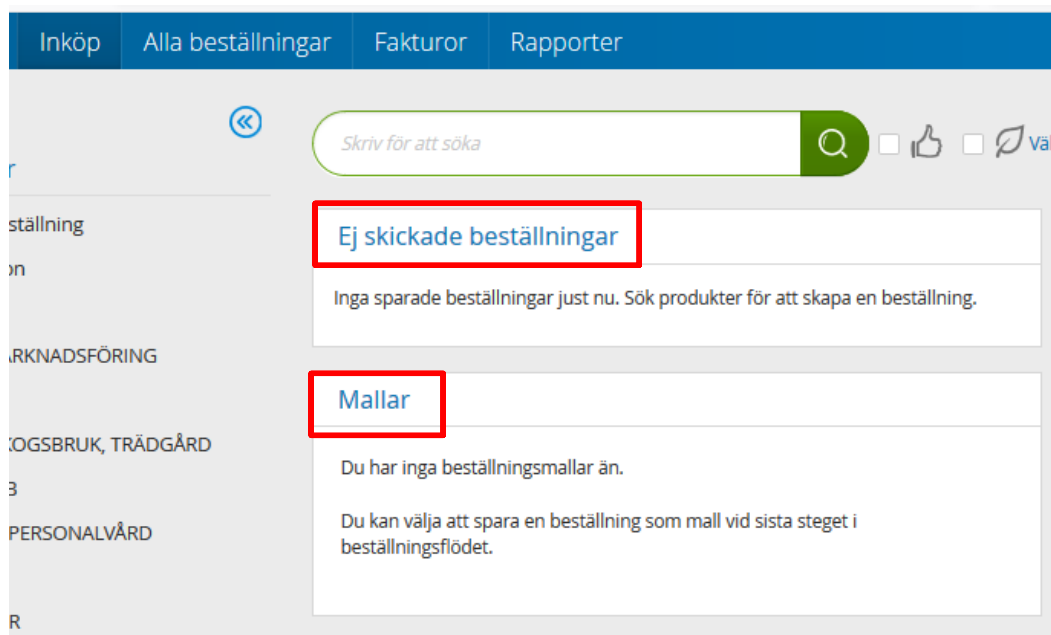 Inköp Alla beställningar Fakturor Rapporter
Skriv för att söka
r
ställning
Ej skickade beställningar
on
Inga sparade beställningar just nu. Sök produkter för att skapa en beställning.
RKNADSFÖRING
Mallar
OGSBRUK, TRÄDGÅRD
Du har inga beställningsmallar än.
B
Du kan välja att spara en beställning som mall vid sista steget i
beställningsflödet.
PERSONALVÅRD
R